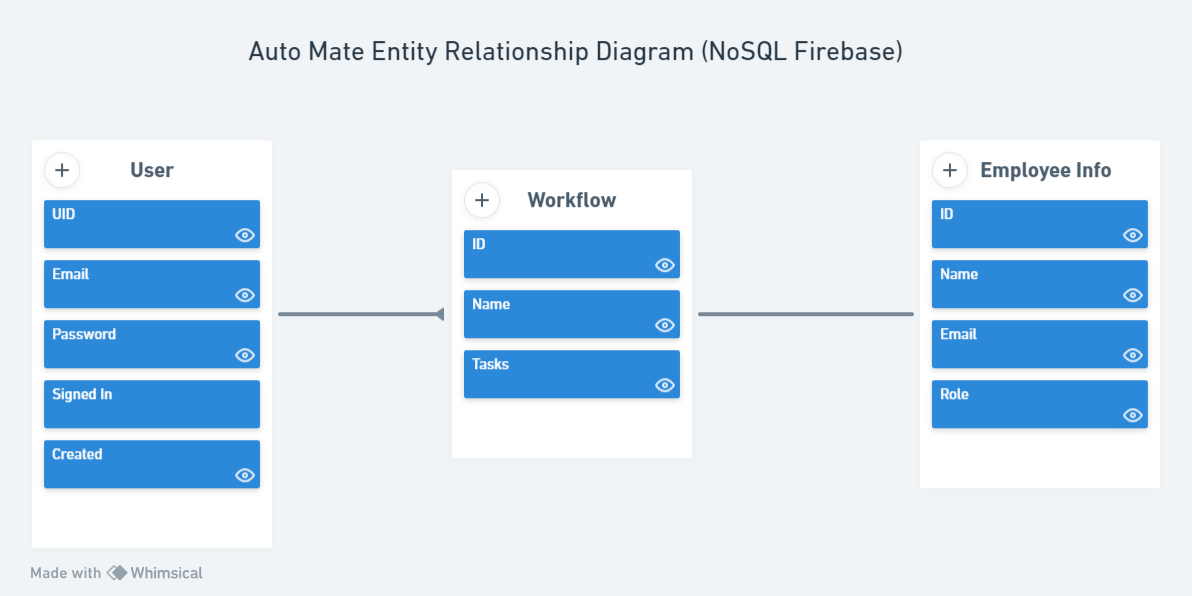 Auto Mate Entity Relationship Diagram (NoSQL Firebase)
User
UID
Email
Password
Signed In
Created
Workflow
ID
Name
Tasks
Employee Info
ID
Name
Email
Role
Made with Whimsical